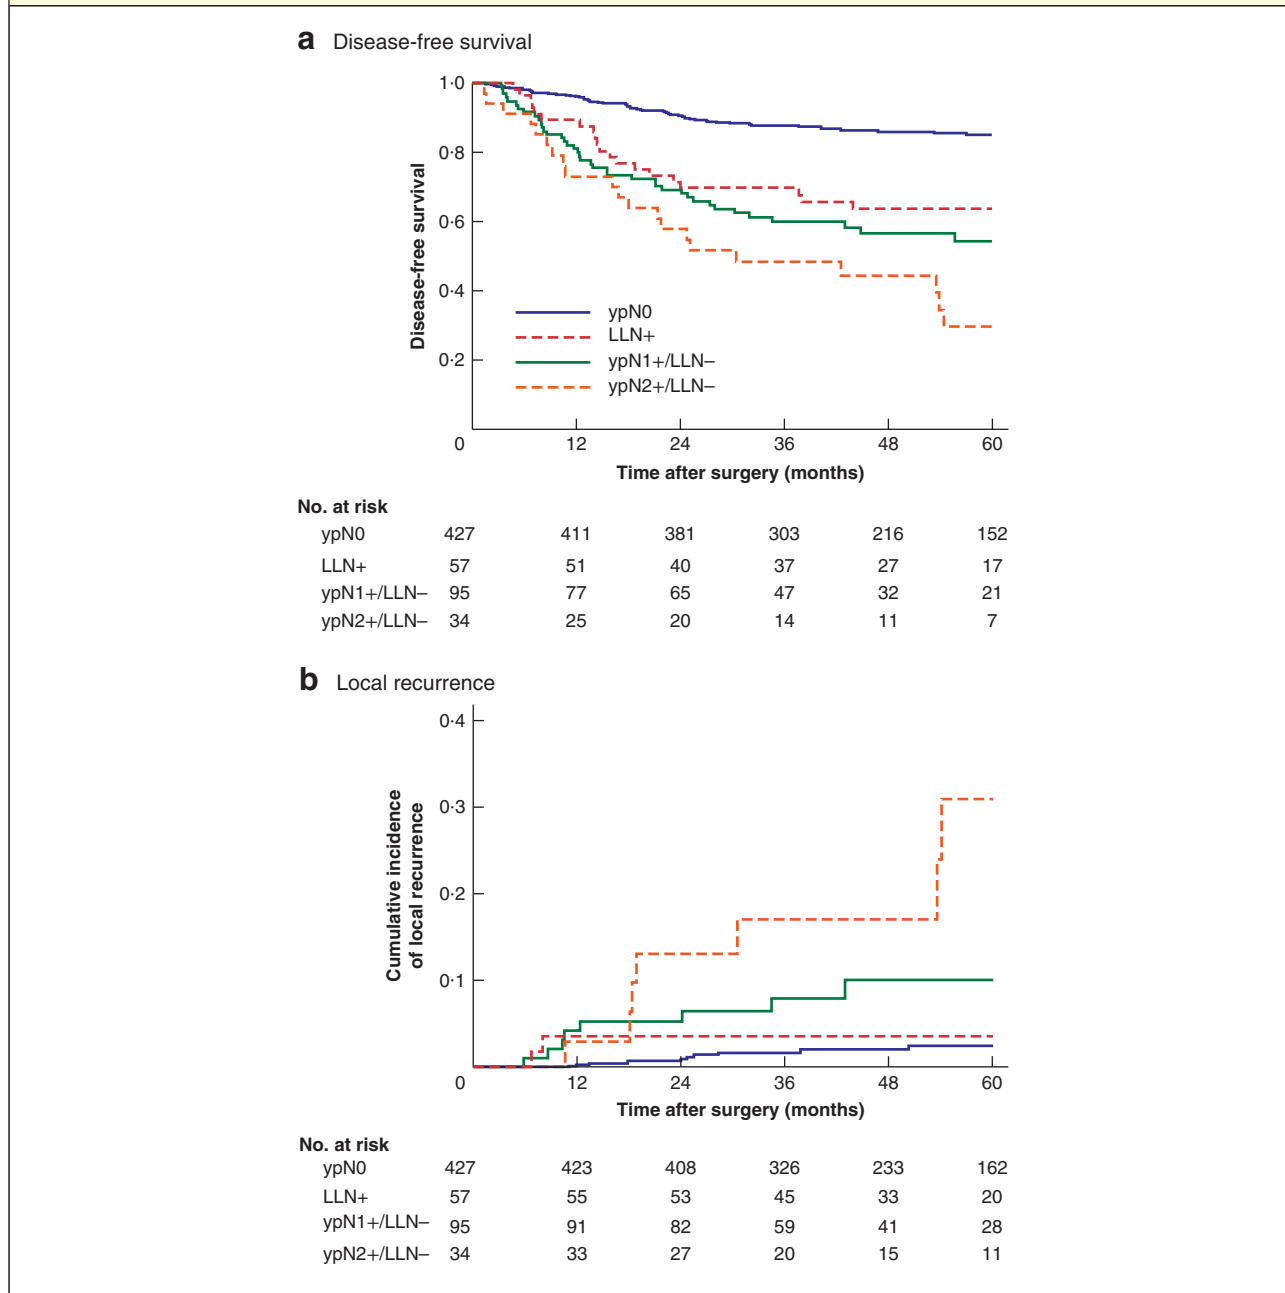 a Disease-free survival
1·0
0·8
0·6
0·4
0·2
Disease-free survival
ypN0
LLN+
ypN1+/LLN–
ypN2+/LLN–
0 12 24 36 48 60
Time after surgery (months)
No. at risk
ypN0 427 411 381 303 216 152
LLN+ 57 51 40 37 27 17
ypN1+/LLN– 95 77 65 47 32 21
ypN2+/LLN– 34 25 20 14 11 7
b Local recurrence
0·4
0·3
0·2
0·1
Cumulative incidence
of local recurrence
0 12 24 36 48 60
Time after surgery (months)
No. at risk
ypN0 427 423 408 326 233 162
LLN+ 57 55 53 45 33 20
ypN1+/LLN– 95 91 82 59 41 28
ypN2+/LLN– 34 33 27 20 15 11